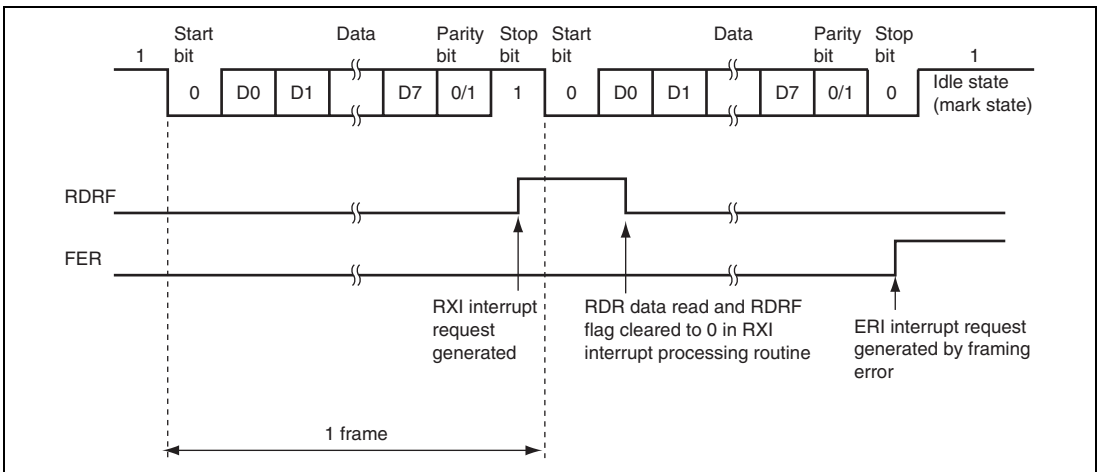 Start bit Data Parity bit Stop bit Start bit Data Parity bit Stop bit
1 0 D0 D1 D7 0/1 1 0 D0 D1 D7 0/1 0 1
Idle state
(mark state)
RDRF
FER
RXI interrupt
request
generated
RDR data read and RDRF
flag cleared to 0 in RXI
interrupt processing routine
ERI interrupt request
generated by framing
error
1 frame